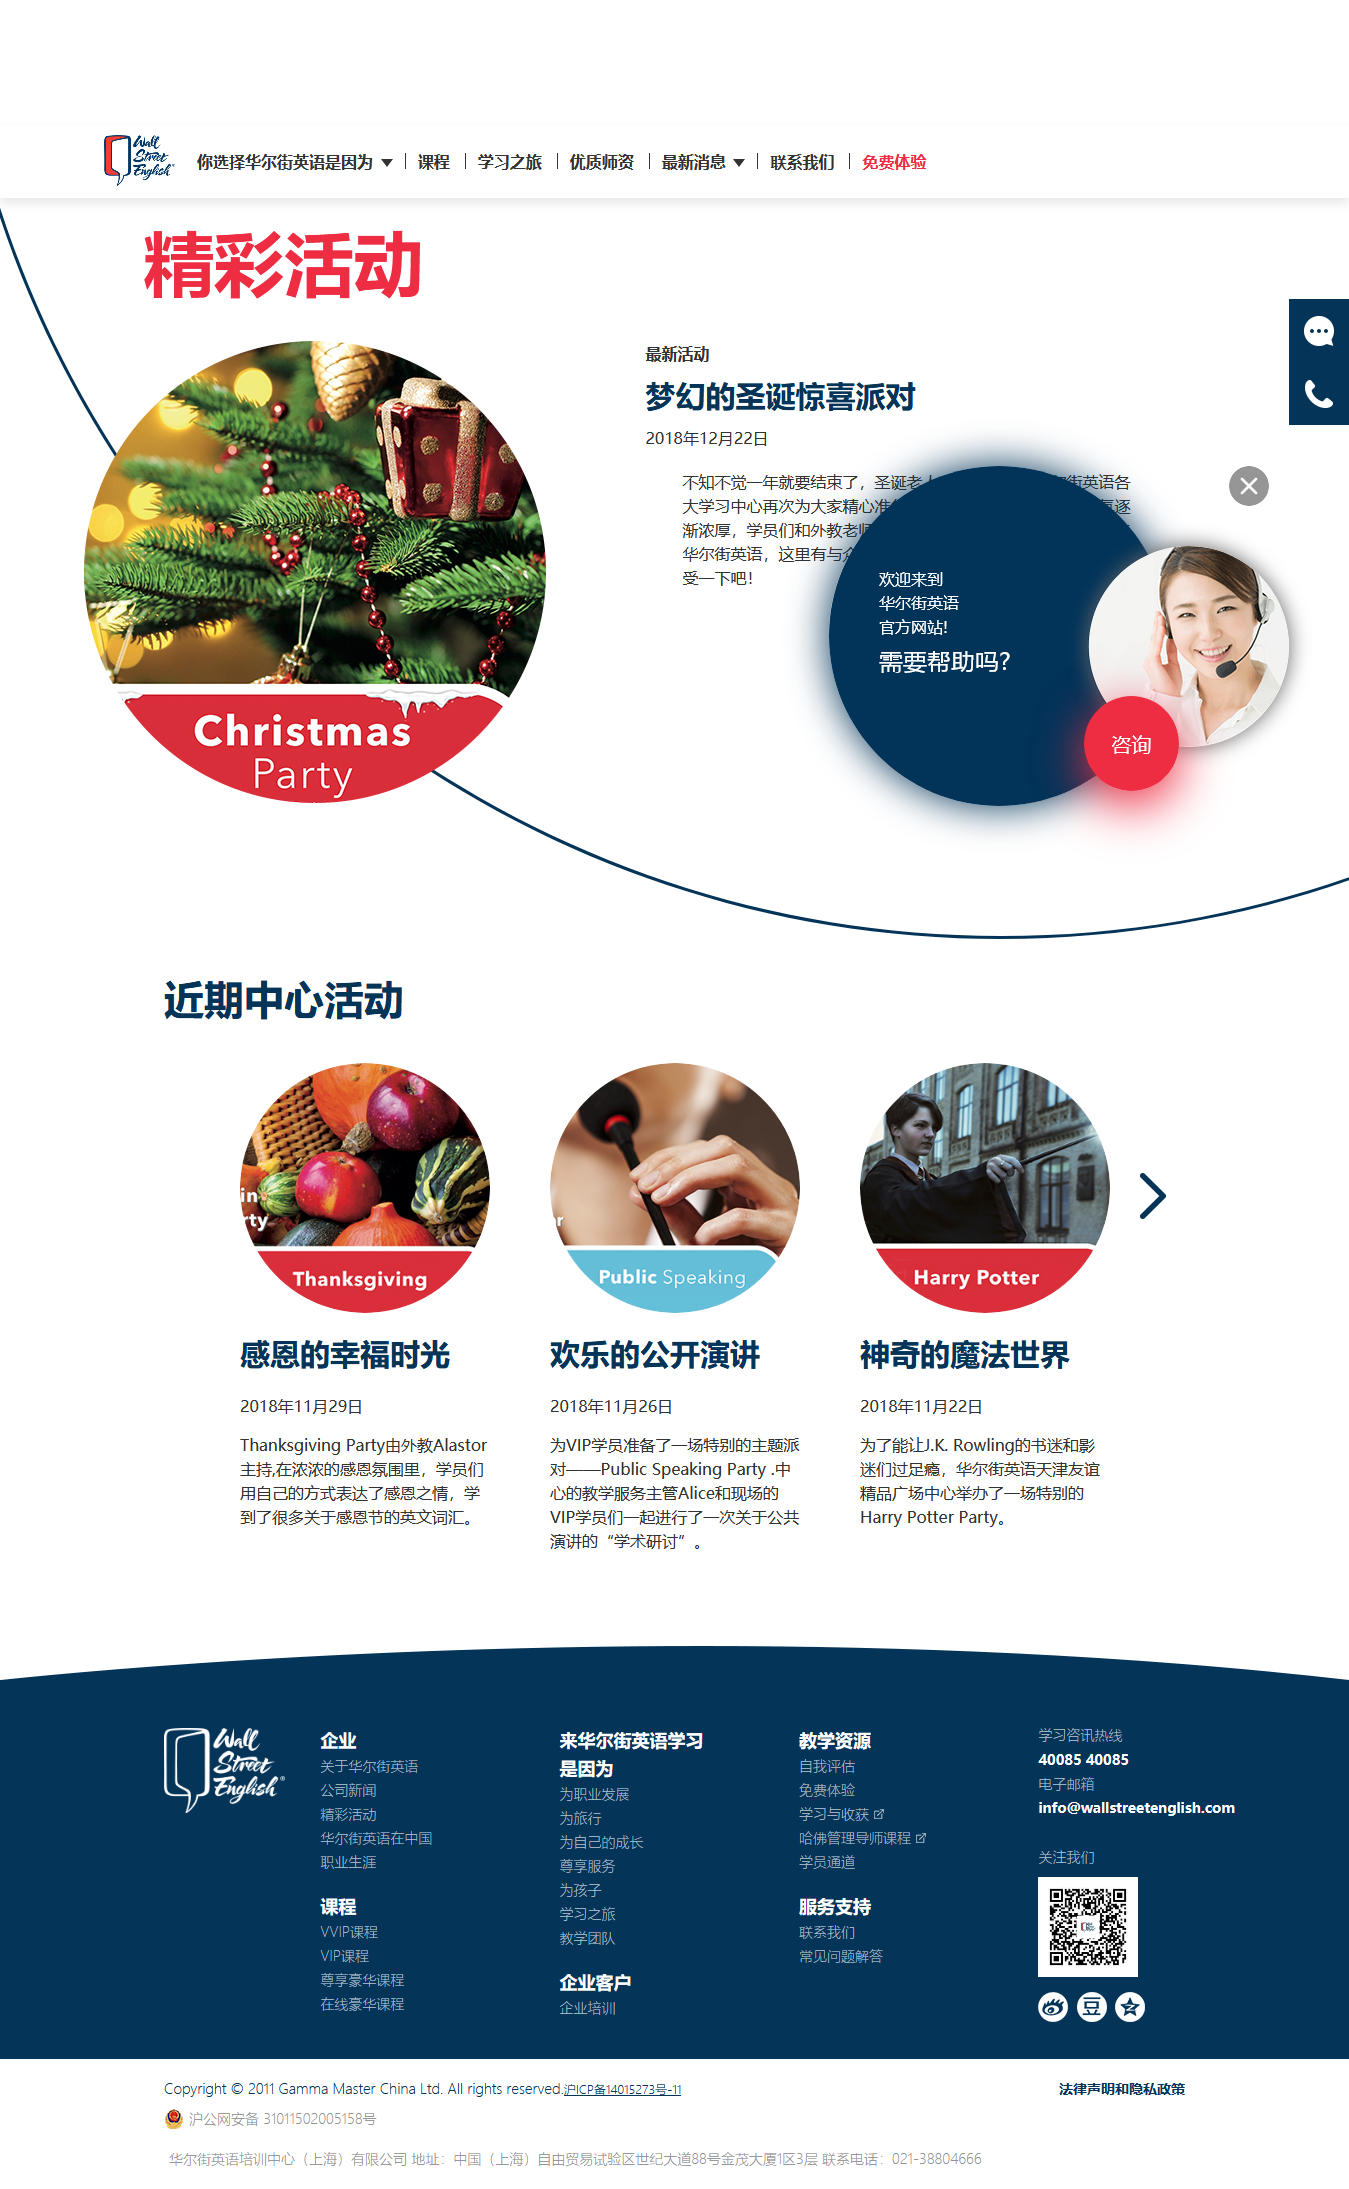 Wall
Street
English
你选择华尔街英语是因为
课程
学习之旅
优质师资
最新消息
联系我们
免费体验
精彩活动
Christmas
Party
最新活动
梦幻的圣诞惊喜派对
2018年12月22日
不知不觉一年就要结束了，圣诞老人
街英语各
大学习中心再次为大家精心准
逐
渐浓厚，学员们和外教老师
华尔街英语，这里有与众
受一下吧！
欢迎来到
华尔街英语
官方网站!
需要帮助吗?
咨询
近期中心活动
in
rty
Thanksgiving
感恩的幸福时光
2018年11月29日
Thanksgiving Party由外教Alastor
主持,在浓浓的感恩氛围里，学员们
用自己的方式表达了感恩之情，学
到了很多关于感恩节的英文词汇。
or
Public Speaking
欢乐的公开演讲
2018年11月26日
为VIP学员准备了一场特别的主题派
对——Public Speaking Party .中
心的教学服务主管Alice和现场的
VIP学员们一起进行了一次关于公共
演讲的“学术研讨”。
Harry Potter
神奇的魔法世界
2018年11月22日
为了能让J.K. Rowling的书迷和影
迷们过足瘾，华尔街英语天津友谊
精品广场中心举办了一场特别的
Harry Potter Party。
Wall
Street
English®
企业
关于华尔街英语
公司新闻
精彩活动
华尔街英语在中国
职业生涯
课程
VVIP课程
VIP课程
尊享豪华课程
在线豪华课程
来华尔街英语学习
是因为
为职业发展
为旅行
为自己的成长
尊享服务
为孩子
学习之旅
教学团队
企业客户
企业培训
教学资源
自我评估
免费体验
学习与收获
哈佛管理导师课程
学员通道
服务支持
联系我们
常见问题解答
学习咨讯热线
40085 40085
电子邮箱
info@wallstreetenglish.com
关注我们
豆
Copyright © 2011 Gamma Master China Ltd. All rights reserved.沪ICP备14015273号-11
法律声明和隐私政策
沪公网安备 31011502005158号
华尔街英语培训中心（上海）有限公司 地址：中国（上海）自由贸易试验区世纪大道88号金茂大厦1区3层 联系电话：021-38804666